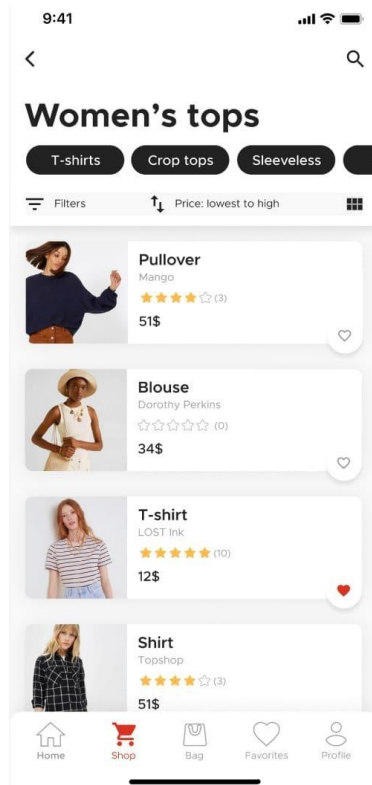 9:41
Women's tops
T-shirts Crop tops Sleeveless
Filters Price: lowest to high
Pullover
Mango
(3)
51$
Blouse
Dorothy Perkins
(0)
34$
T-shirt
LOST Ink
(10)
12$
Shirt
Topshop
(3)
51$
Home Shop Bag Favorites Profile